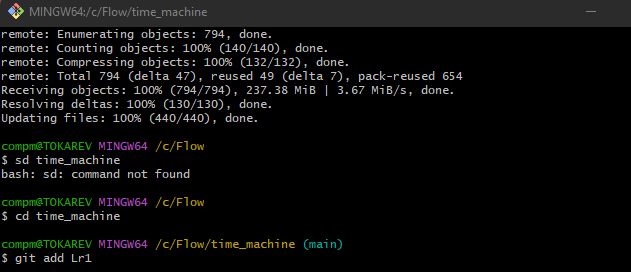 MINGW64:/c/Flow/time_machine
remote: Enumerating objects: 794, done.
remote: Counting objects: 100% (140/140), done.
remote: Compressing objects: 100% (132/132), done.
remote: Total 794 (delta 47), reused 49 (delta 7), pack-reused 654
Receiving objects: 100% (794/794), 237.38 MiB | 3.67 MiB/s, done.
Resolving deltas: 100% (130/130), done.
Updating files: 100% (440/440), done.
compm@TOKAREV MINGW64 /c/Flow
$ sd time_machine
bash: sd: command not found
compm@TOKAREV MINGW64 /c/Flow
$ cd time_machine
compm@TOKAREV MINGW64 /c/Flow/time_machine (main)
$ git add Lr1